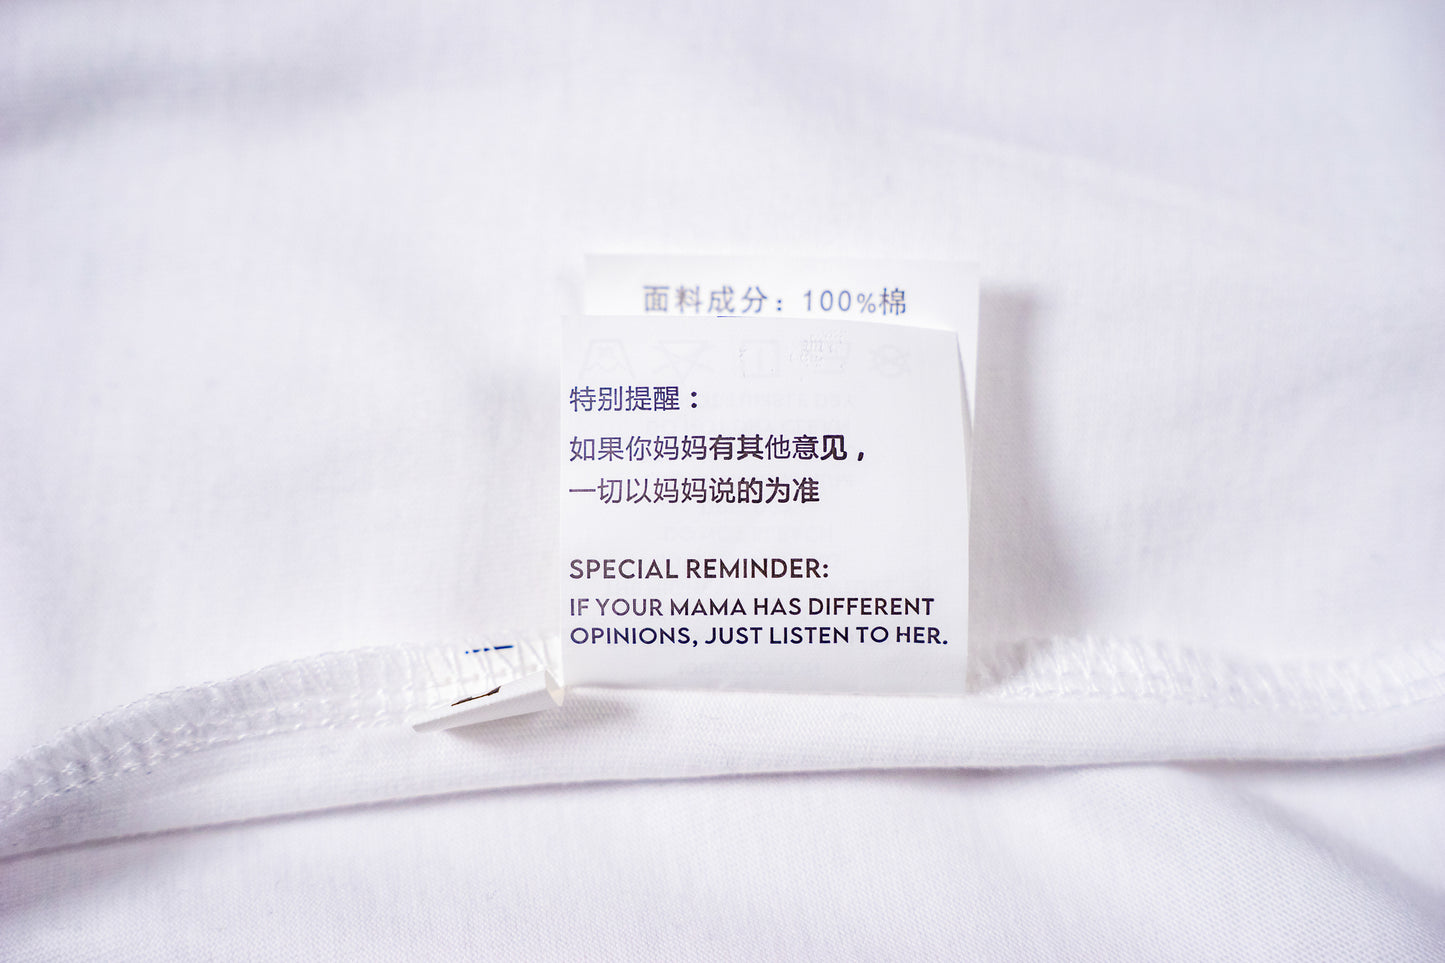 面料成分：100%棉
特别提醒：
如果你妈妈有其他意见，
一切以妈妈说的为准
SPECIAL REMINDER:
IF YOUR MAMA HAS DIFFERENT
OPINIONS, JUST LISTEN TO HER.